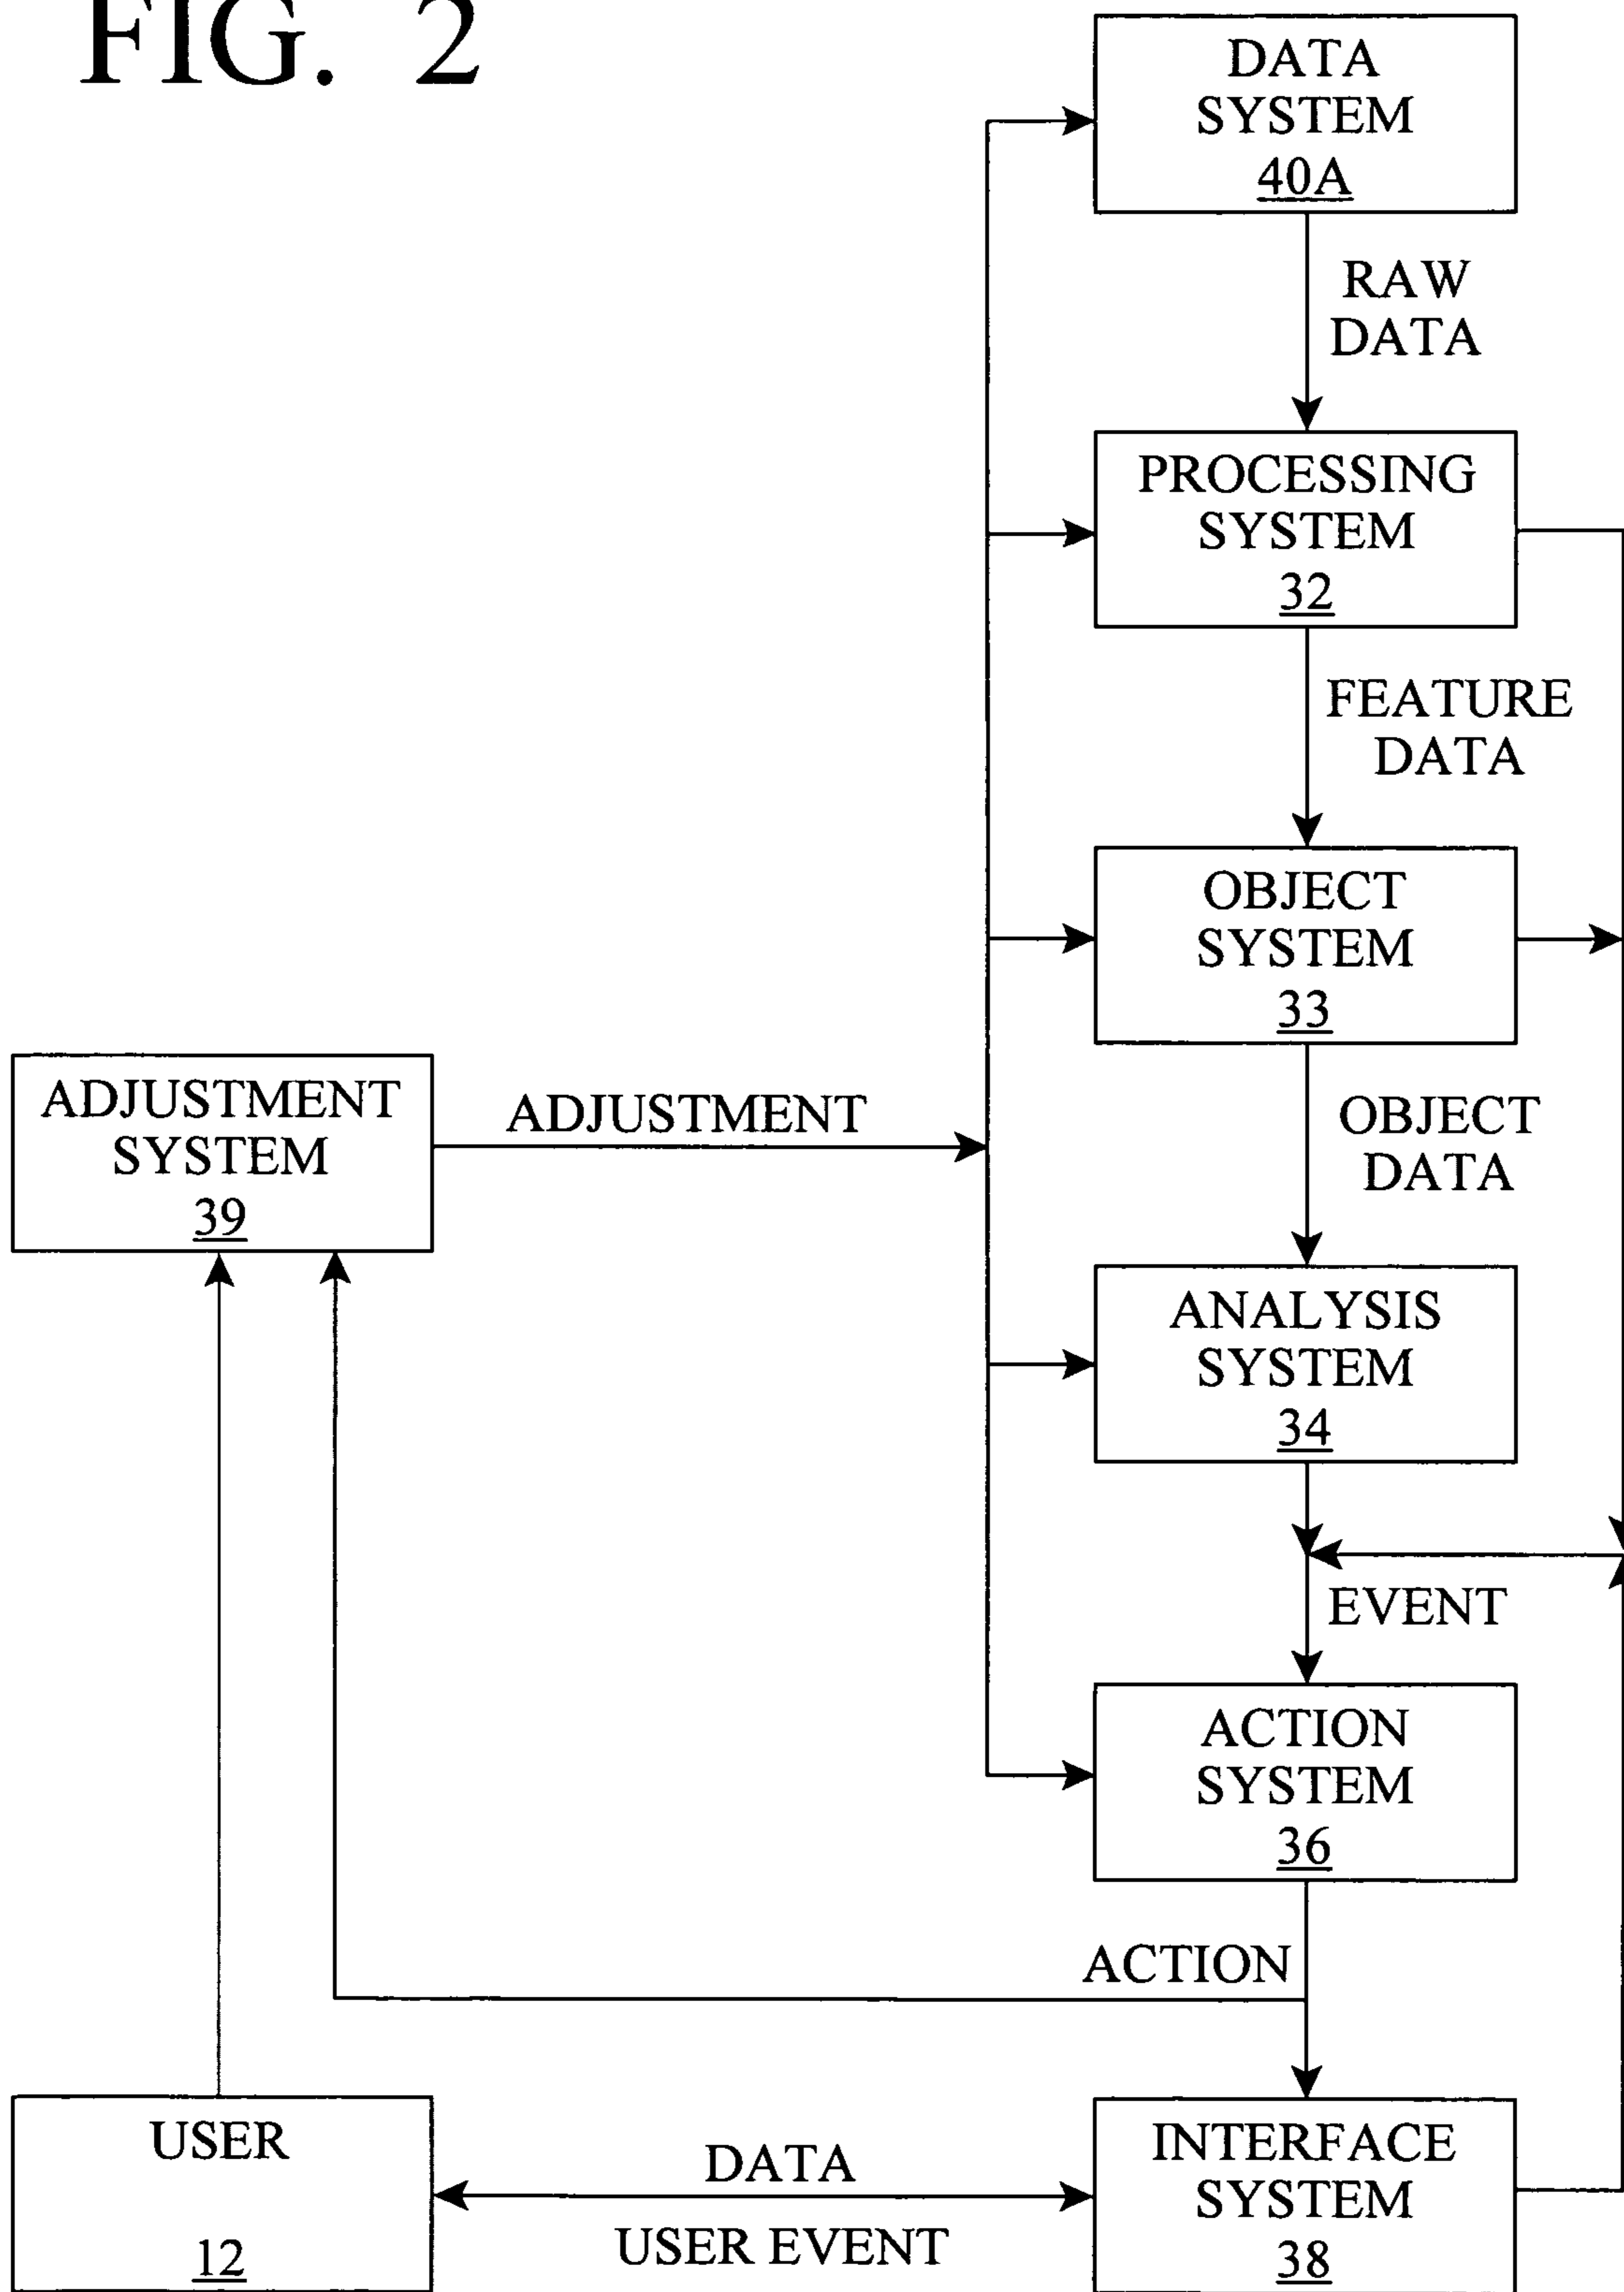 FIG. 2
DATA
SYSTEM
40A
RAW
DATA
PROCESSING
SYSTEM
32
FEATURE
DATA
OBJECT
SYSTEM
33
ADJUSTMENT
SYSTEM
39
ADJUSTMENT
OBJECT
DATA
ANALYSIS
SYSTEM
34
EVENT
ACTION
SYSTEM
36
ACTION
USER
12
DATA
USER EVENT
INTERFACE
SYSTEM
38